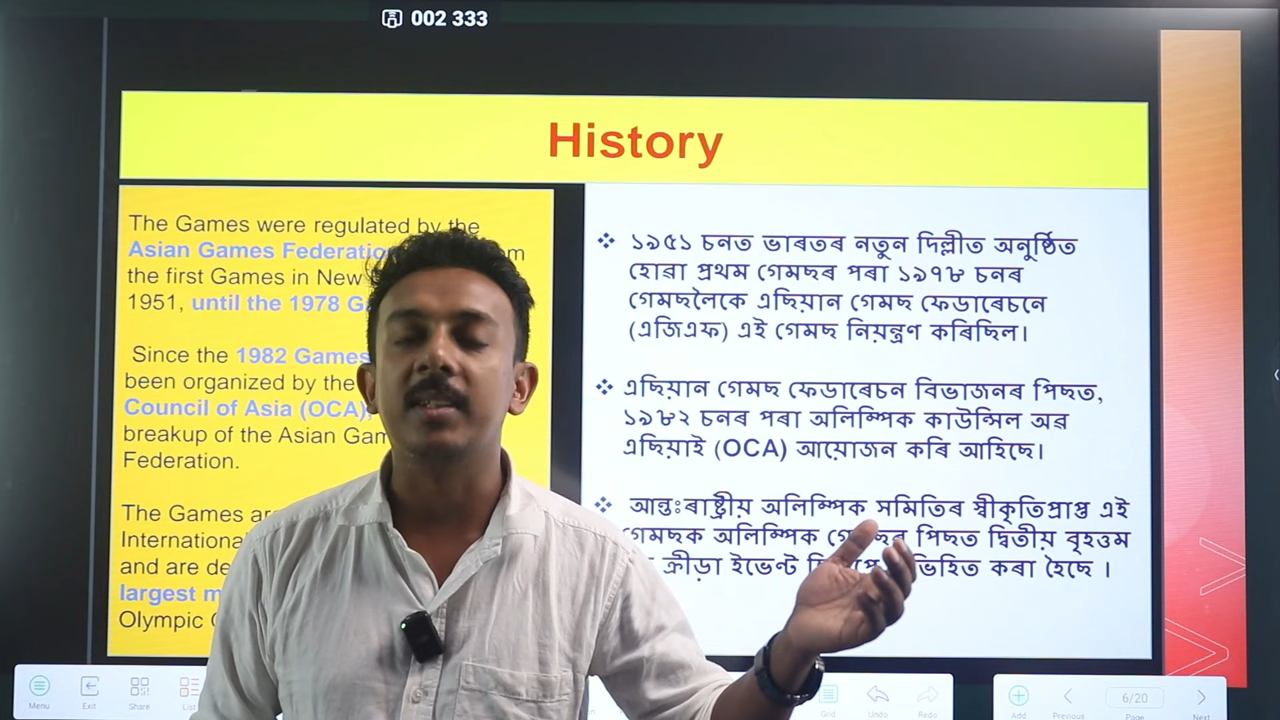 002 333
History
The Games were regulated by the
Asian Games
the first Games in New
1951, until the 1978
Since the 1982 Games
been organized by the
Council of Asia (OCA),
breakup of the Asian
Federation.
The Games
International
and are
largest
Olympic
❖ ১৯৫১ চনত ভাৰতৰ নতুন দিল্লীত অনুষ্ঠিত
হোৱা প্ৰথম গেমছৰ পৰা ১৯৭৮ চনৰ
গেমছলৈকে এছিয়ান গেমছ ফেডাৰেচনে
(এজিএফ) এই গেমছ নিয়ন্ত্ৰণ কৰিছিল।
❖ এছিয়ান গেমছ ফেডাৰেচন বিভাজনৰ পিছত,
১৯৮২ চনৰ পৰা অলিম্পিক কাউন্সিল অৱ
এছিয়াই (OCA) আয়োজন কৰি আহিছে।
❖ আন্তঃৰাষ্ট্ৰীয় অলিম্পিক সমিতিৰ স্বীকৃতিপ্ৰাপ্ত এই
গেমছক অলিম্পিক পিছত দ্বিতীয় বৃহত্তম
ক্ৰীড়া ইভেন্ট কৰা হৈছে ।
Menu
Exit
Share
Grid
Undo
Redo
Add
Previous
6/20
Page
Next